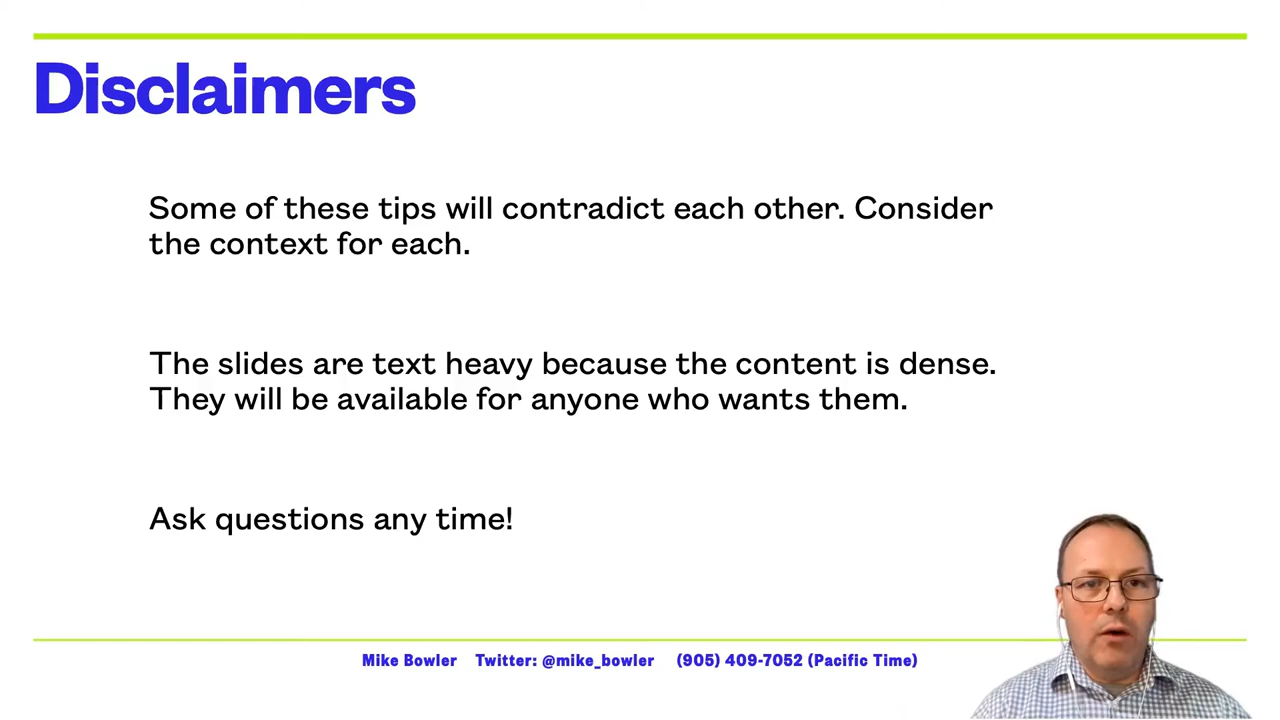 Disclaimers
Some of these tips will contradict each other. Consider
the context for each.
The slides are text heavy because the content is dense.
They will be available for anyone who wants them.
Ask questions any time!
Mike Bowler Twitter: @mike_bowler (905) 409-7052 (Pacific Time)